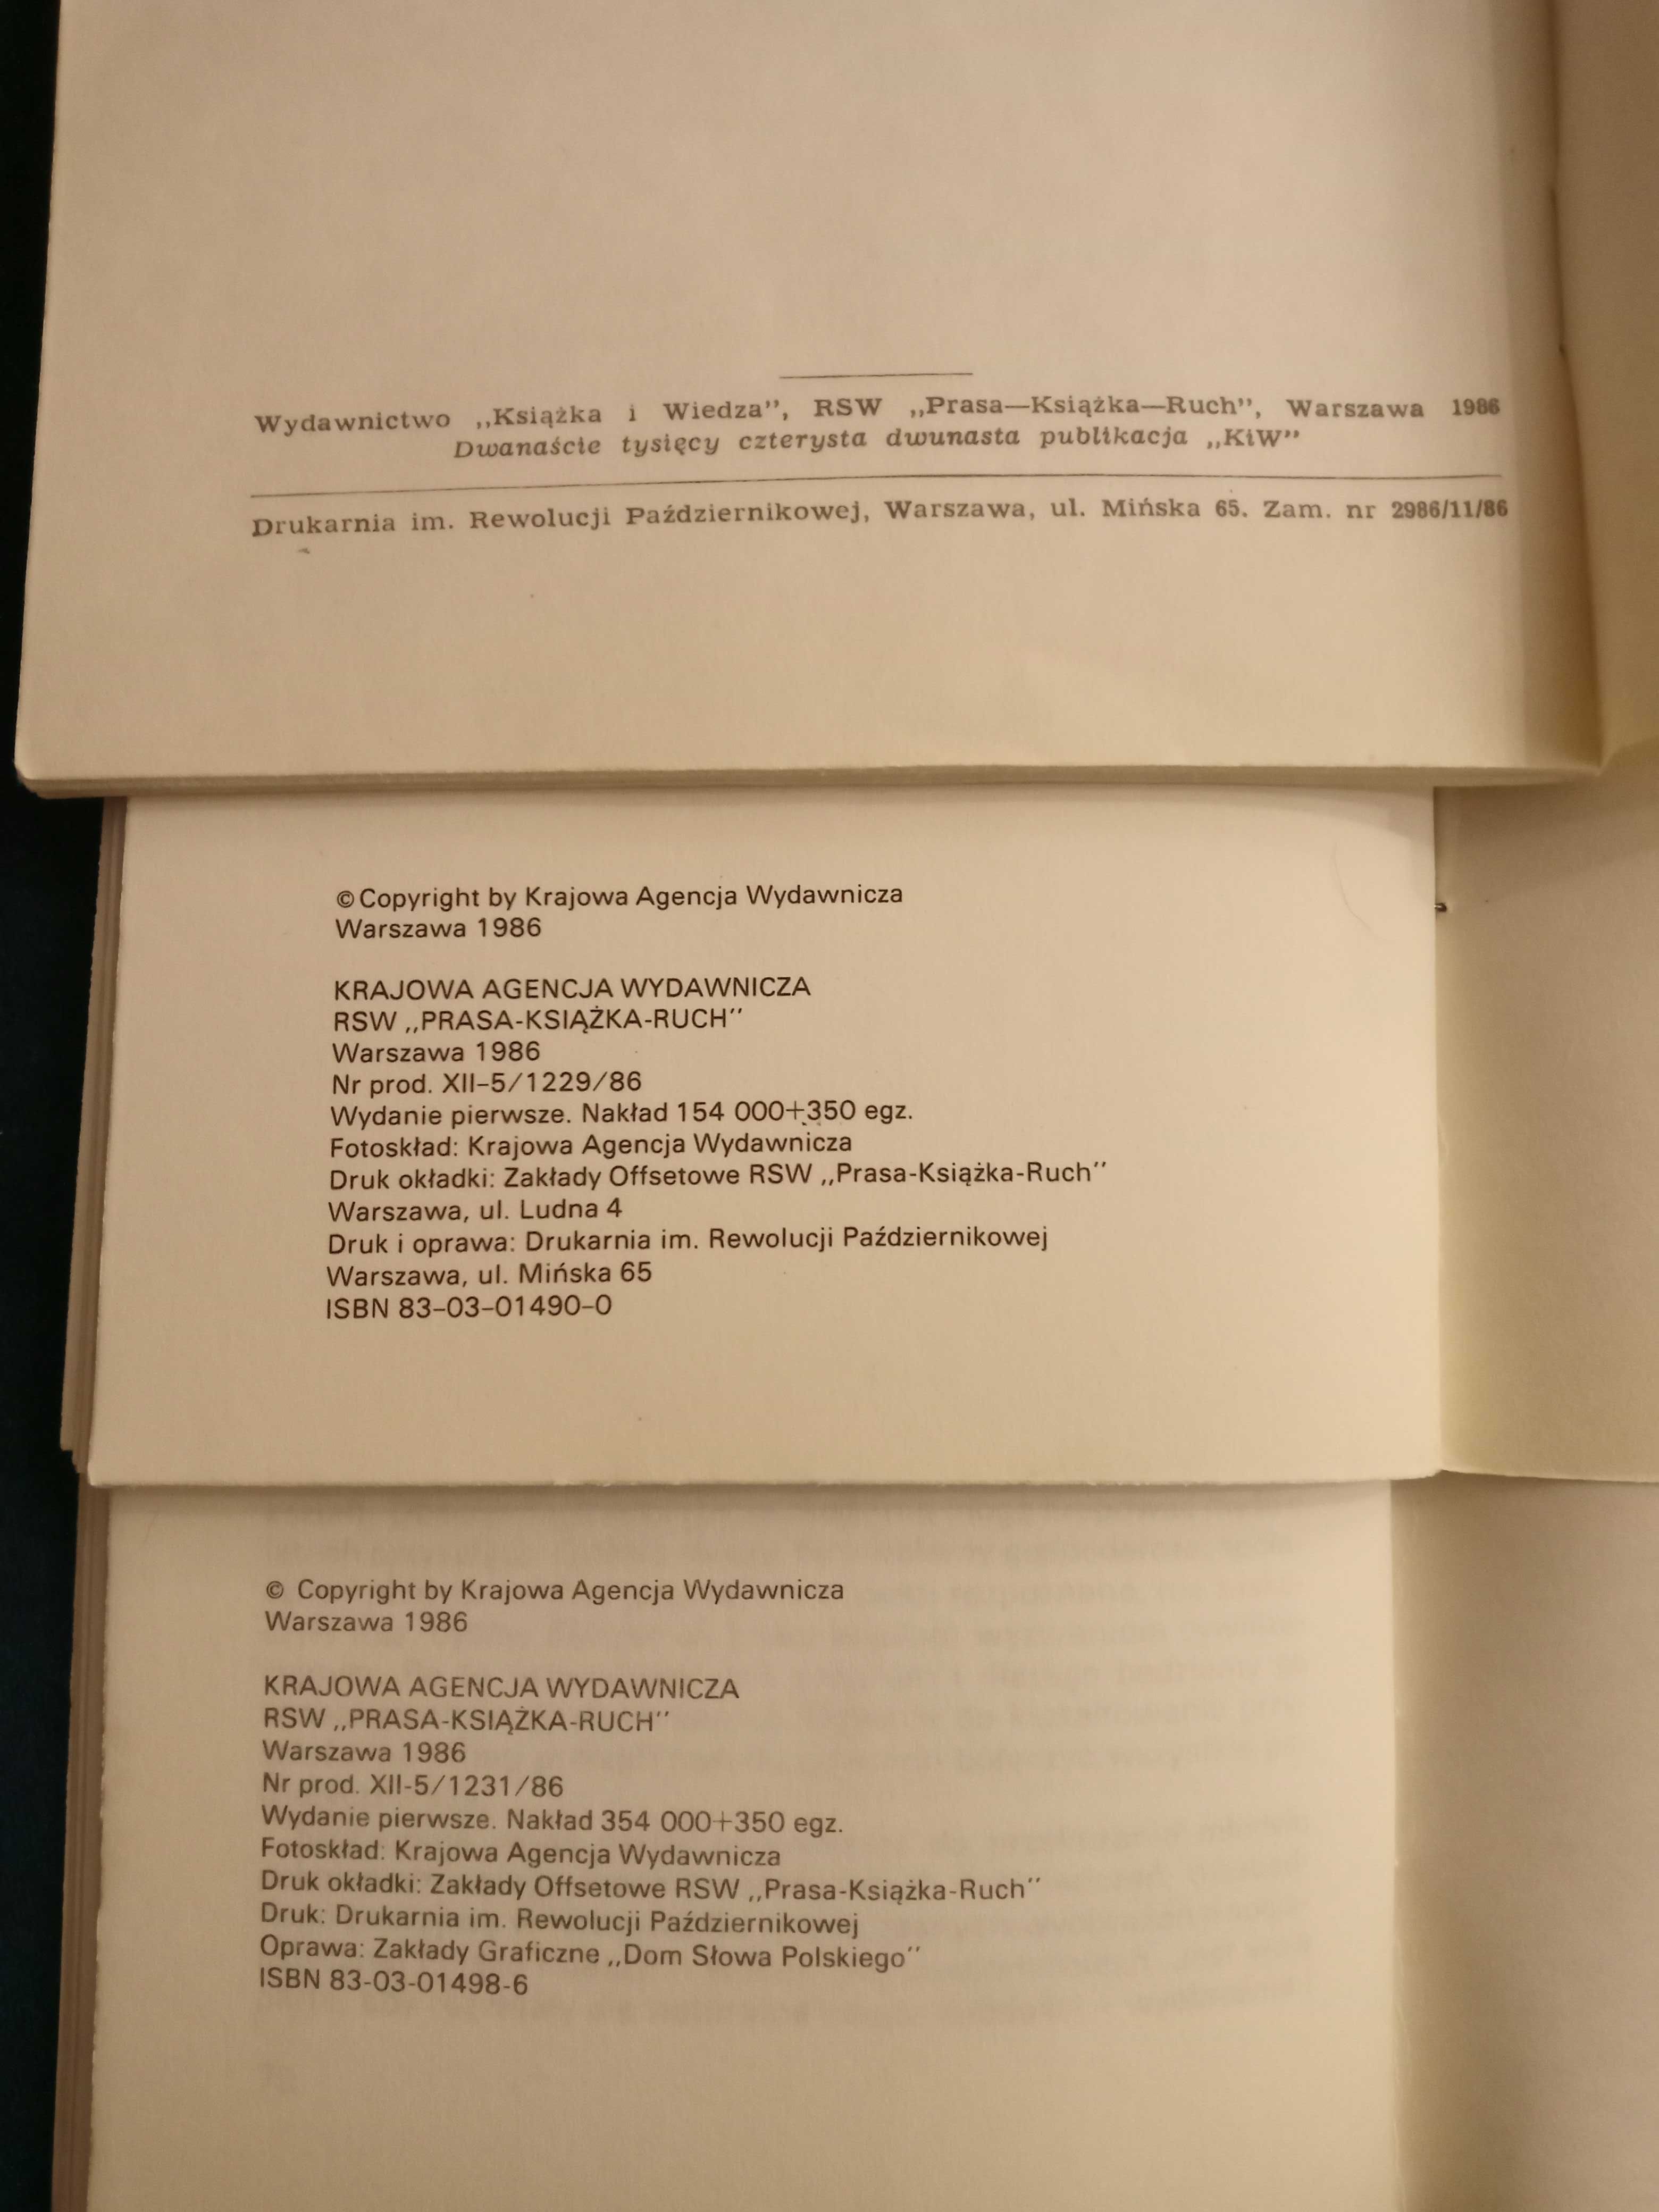 Wydawnictwo „Książka i Wiedza”, RSW „Prasa—Książka—Ruch”, Warszawa 1986
Dwanaście tysięcy czterysta dwunasta publikacja „KiW”
Drukarnia im. Rewolucji Październikowej, Warszawa, ul. Mińska 65. Zam. nr 2986/11/86
© Copyright by Krajowa Agencja Wydawnicza
Warszawa 1986
KRAJOWA AGENCJA WYDAWNICZA
RSW „PRASA-KSIĄŻKA-RUCH”
Warszawa 1986
Nr prod. XII–5/1229/86
Wydanie pierwsze. Nakład 154 000+350 egz.
Fotoskład: Krajowa Agencja Wydawnicza
Druk okładki: Zakłady Offsetowe RSW „Prasa-Książka-Ruch”
Warszawa, ul. Ludna 4
Druk i oprawa: Drukarnia im. Rewolucji Październikowej
Warszawa, ul. Mińska 65
ISBN 83–03–01490–0
© Copyright by Krajowa Agencja Wydawnicza
Warszawa 1986
KRAJOWA AGENCJA WYDAWNICZA
RSW „PRASA-KSIĄŻKA-RUCH”
Warszawa 1986
Nr prod. XII-5/1231/86
Wydanie pierwsze. Nakład 354 000+350 egz.
Fotoskład: Krajowa Agencja Wydawnicza
Druk okładki: Zakłady Offsetowe RSW „Prasa-Książka-Ruch”
Druk: Drukarnia im. Rewolucji Październikowej
Oprawa: Zakłady Graficzne „Dom Słowa Polskiego”
ISBN 83-03-01498-6